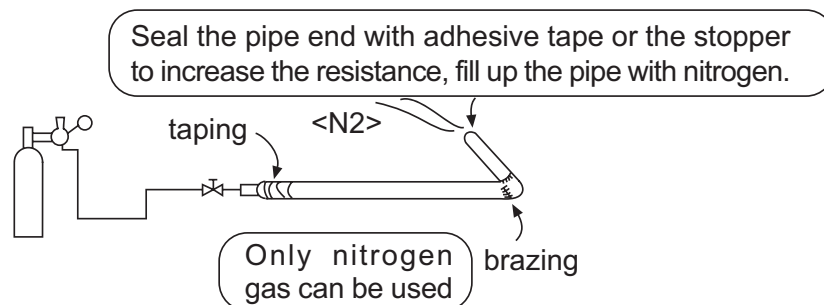 Seal the pipe end with adhesive tape or the stopper
to increase the resistance, fill up the pipe with nitrogen.
<N2>
taping
Only nitrogen
gas can be used
brazing